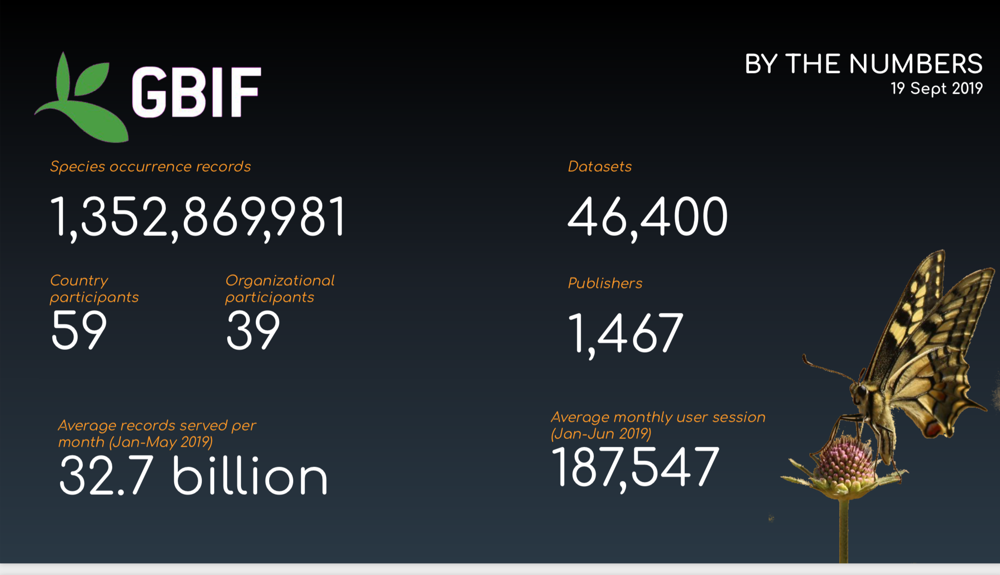 GBIF
BY THE NUMBERS
19 Sept 2019
Species occurrence records
1,352,869,981
Datasets
46,400
Country
participants
59
Organizational
participants
39
Publishers
1,467
Average records served per
month (Jan-May 2019)
32.7 billion
Average monthly user session
(Jan-Jun 2019)
187,547